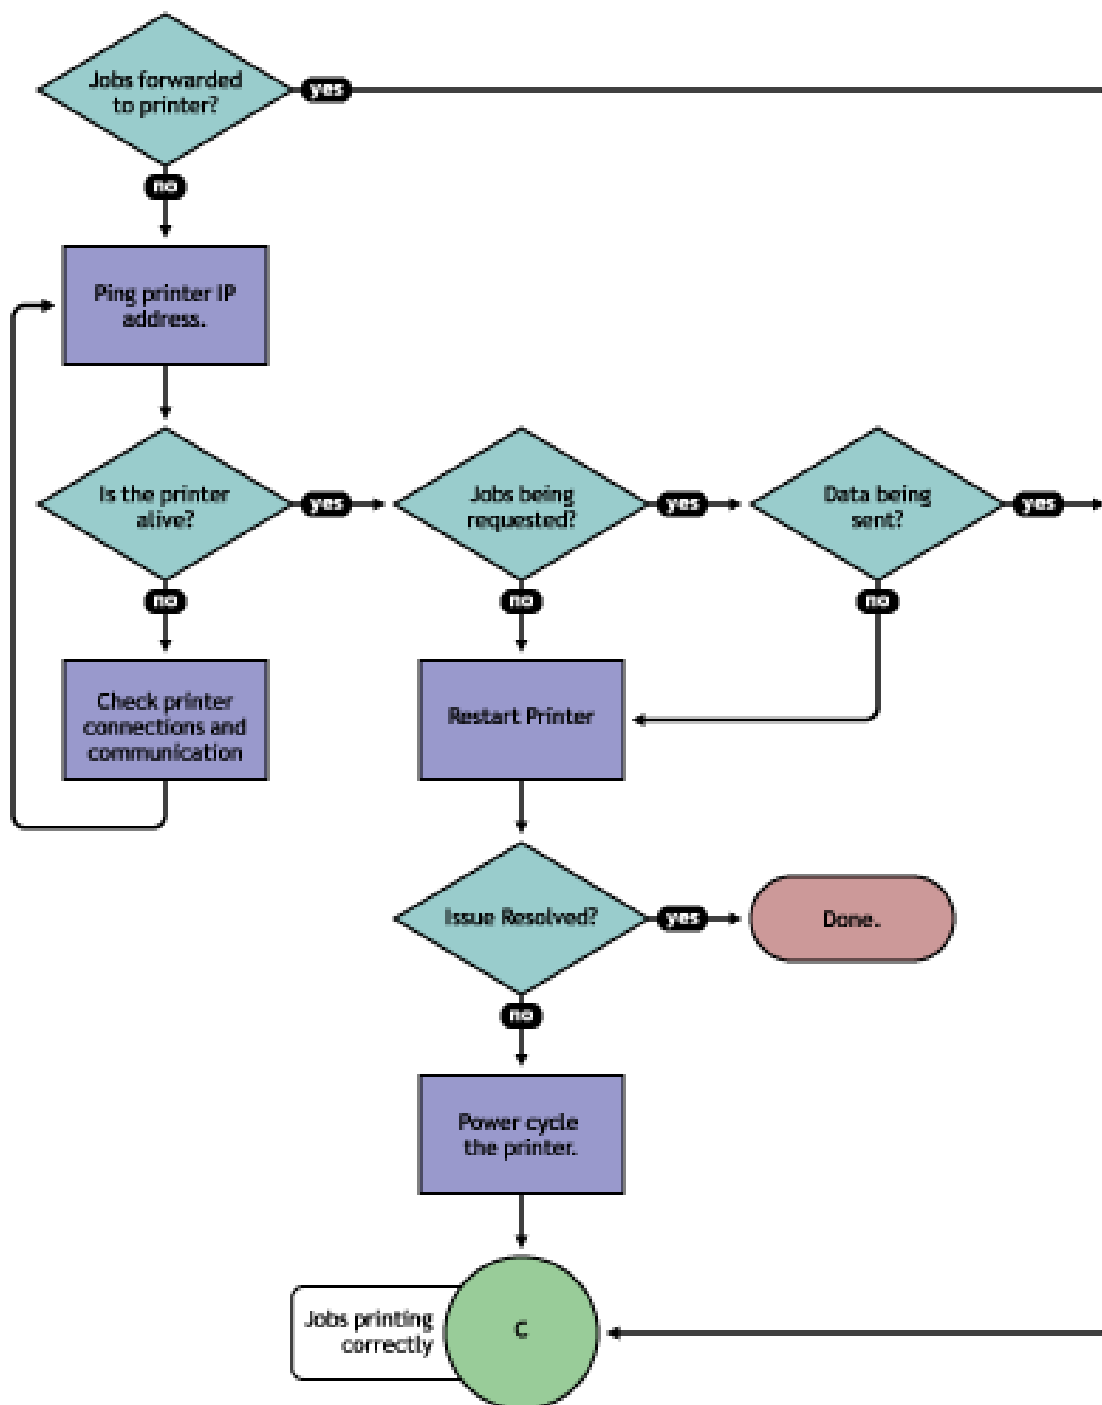 Jobs forwarded
to printer?
yes
no
Ping printer IP
address.
Is the printer
alive?
yes
Jobs being
requested?
yes
Data being
sent?
yes
no
no
no
Check printer
connections and
communication
Restart Printer
Issue Resolved?
yes
Done.
no
Power cycle
the printer.
Jobs printing
correctly
C